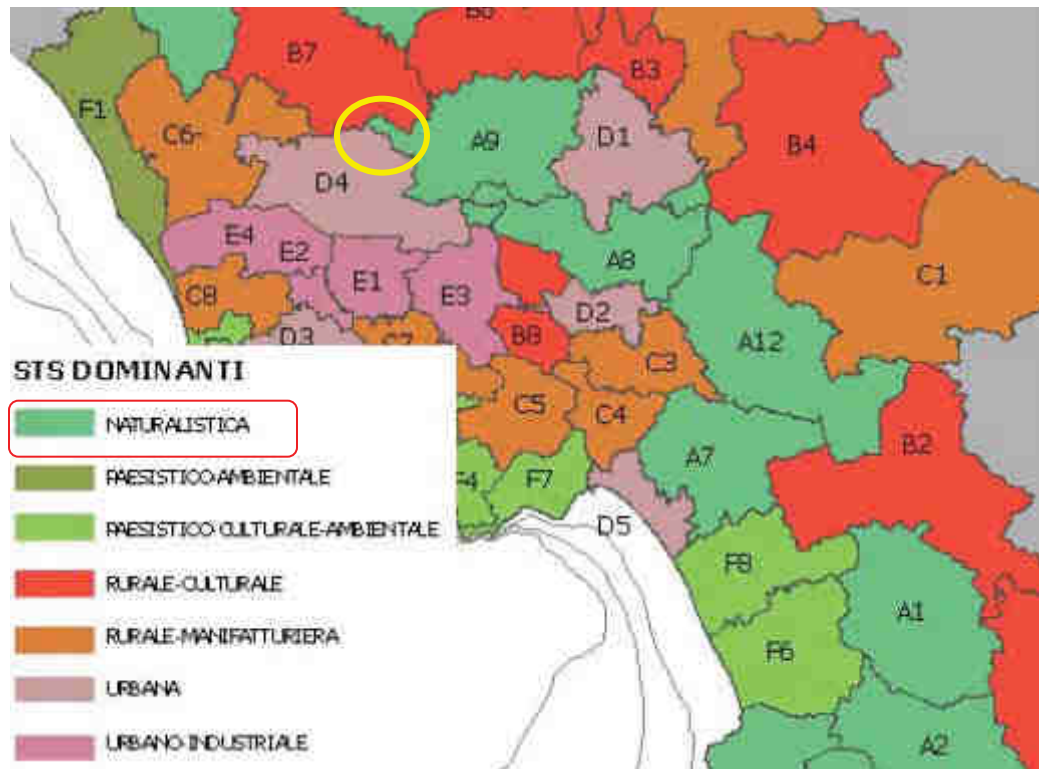 B7
B3
F1
C6
A9
D1
B4
D4
E4
E2
A8
C1
E1
E3
C8
D2
D3
B8
A12
C3
STS DOMINANTI
C5
C4
NATURALISTICA
A7
B2
PAESISTICO-AMBIENTALE
F4
F7
PAESISTICO CULTURALE-AMBIENTALE
D5
F8
RURALE-CULTURALE
A1
RURALE-MANIFATTURIERA
F6
URBANA
URBANO-INDUSTRIALE
A2